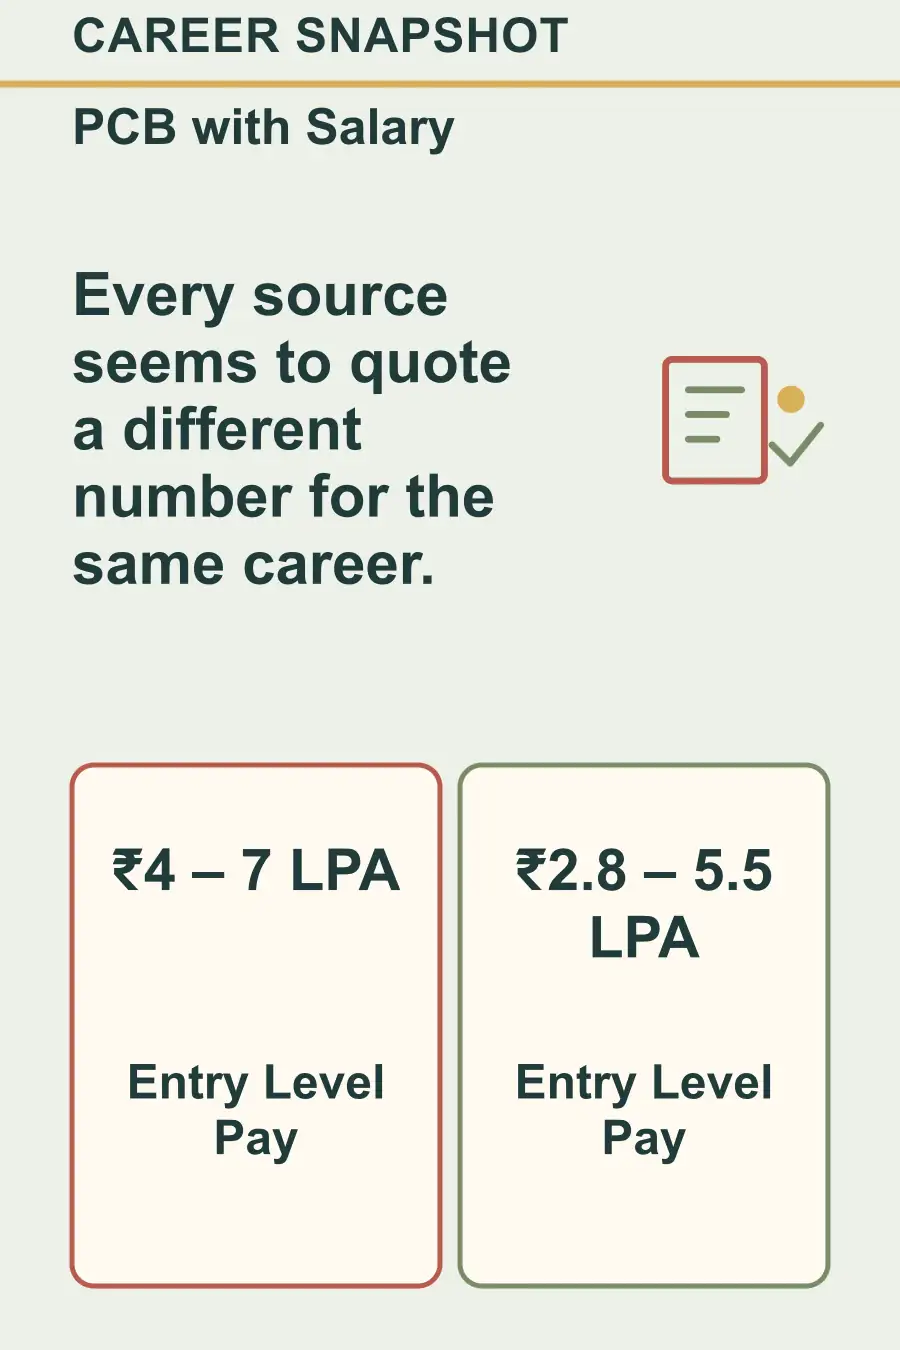 CAREER SNAPSHOT
PCB with Salary
Every source
seems to quote
a different
number for the
same career.
₹4 – 7 LPA
Entry Level
Pay
₹2.8 – 5.5
LPA
Entry Level
Pay